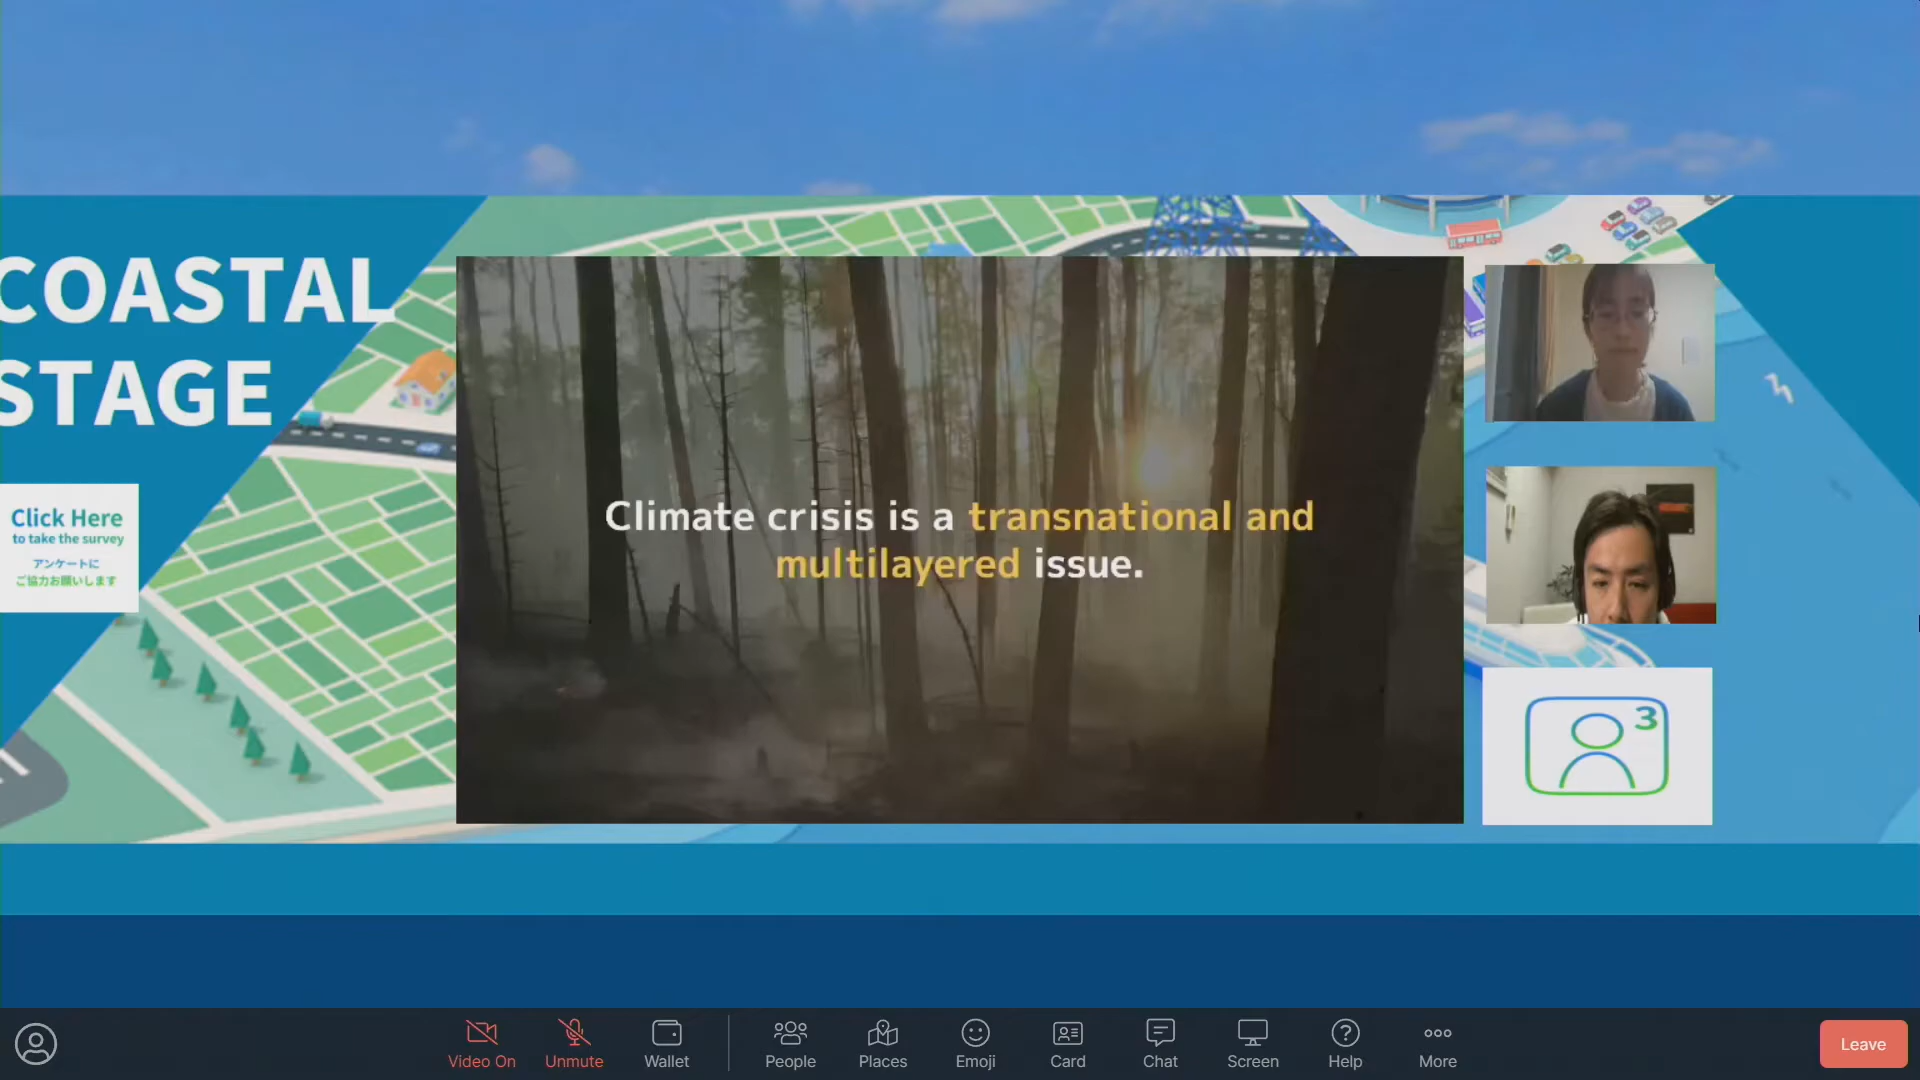 COASTAL
STAGE
Click Here
to take the survey
アンケートに
ご協力お願いします
Climate crisis is a transnational and
multilayered issue.
3
Video On
Unmute
Wallet
People
Places
Emoji
Card
Chat
Screen
Help
More
Leave